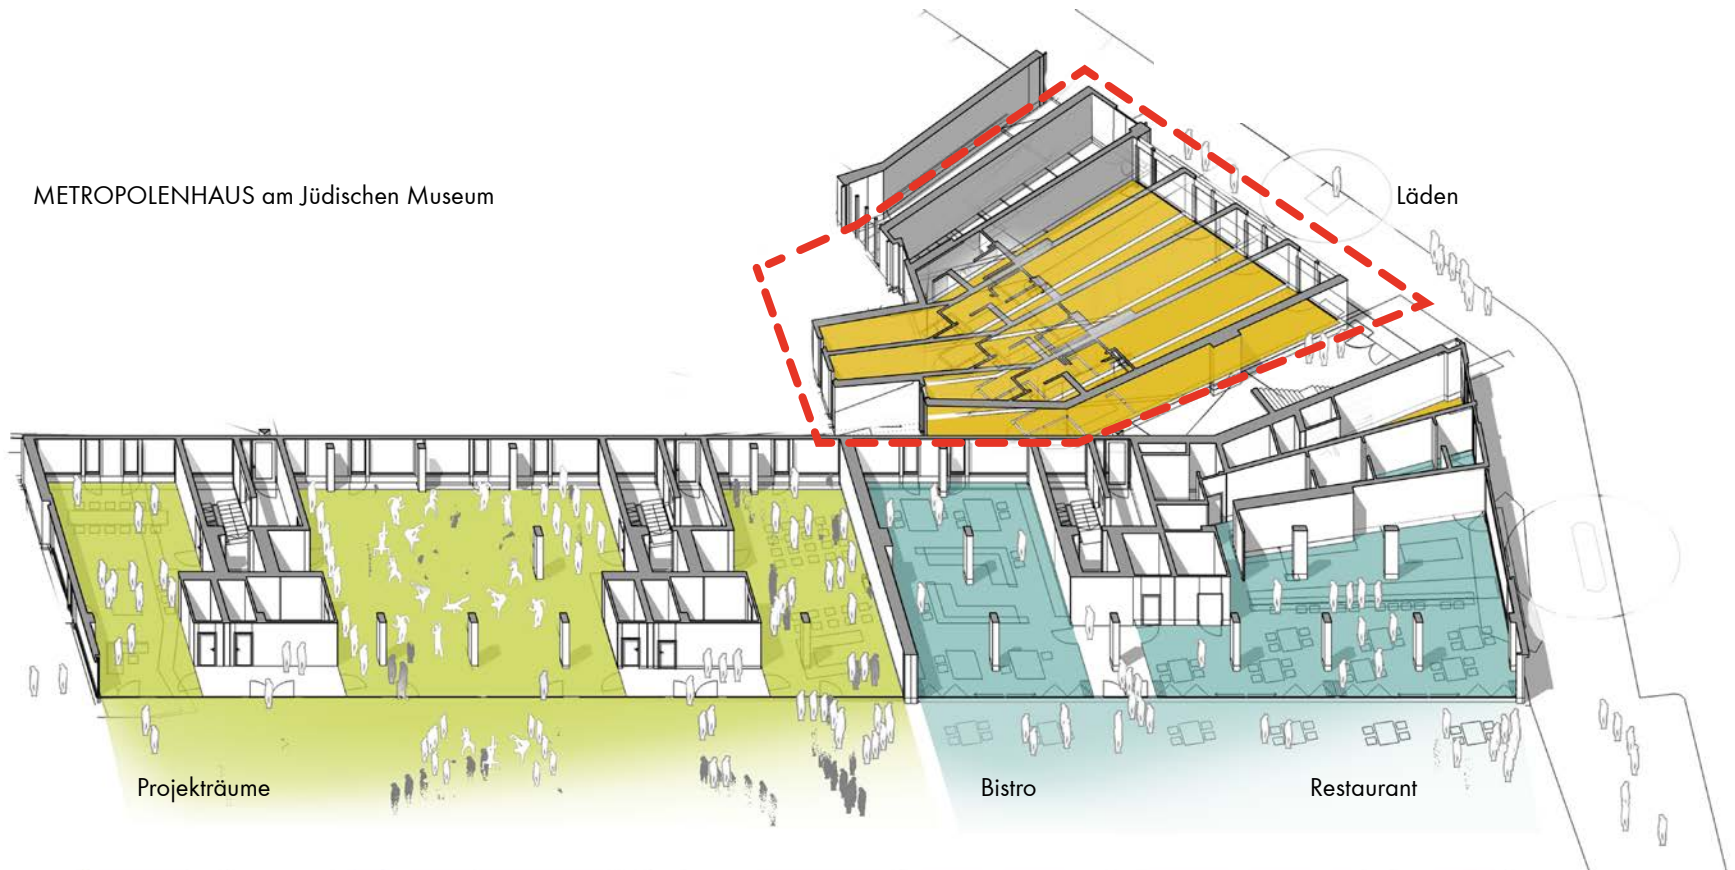 METROPOLENHAUS am Jüdischen Museum
Läden
Projekträume
Bistro
Restaurant